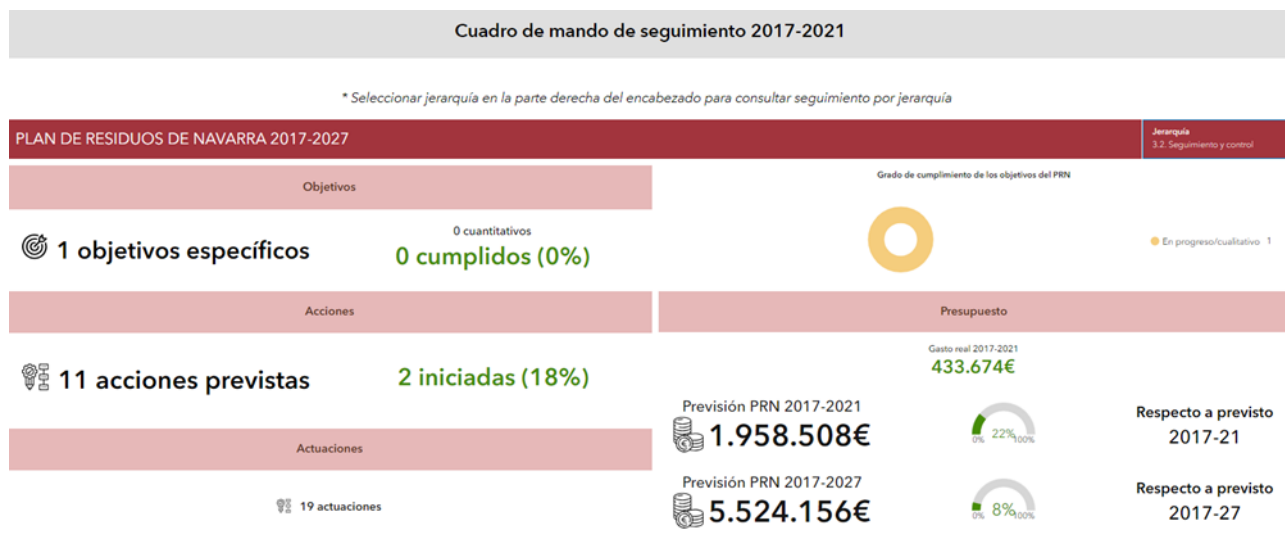 Cuadro de mando de seguimiento 2017-2021
* Seleccionar jerarquía en la parte derecha del encabezado para consultar seguimiento por jerarquía
PLAN DE RESIDUOS DE NAVARRA 2017-2027
Jerarquía
3.2. Seguimiento y control
Objetivos
1 objetivos específicos
0 cuantitativos
0 cumplidos (0%)
Grado de cumplimiento de los objetivos del PRN
En progreso/cualitativo 1
Acciones
11 acciones previstas
2 iniciadas (18%)
Actuaciones
19 actuaciones
Presupuesto
Gasto real 2017-2021
433.674€
Previsión PRN 2017-2021
1.958.508€
0% 22% 100%
Respecto a previsto
2017-21
Previsión PRN 2017-2027
5.524.156€
0% 8% 100%
Respecto a previsto
2017-27